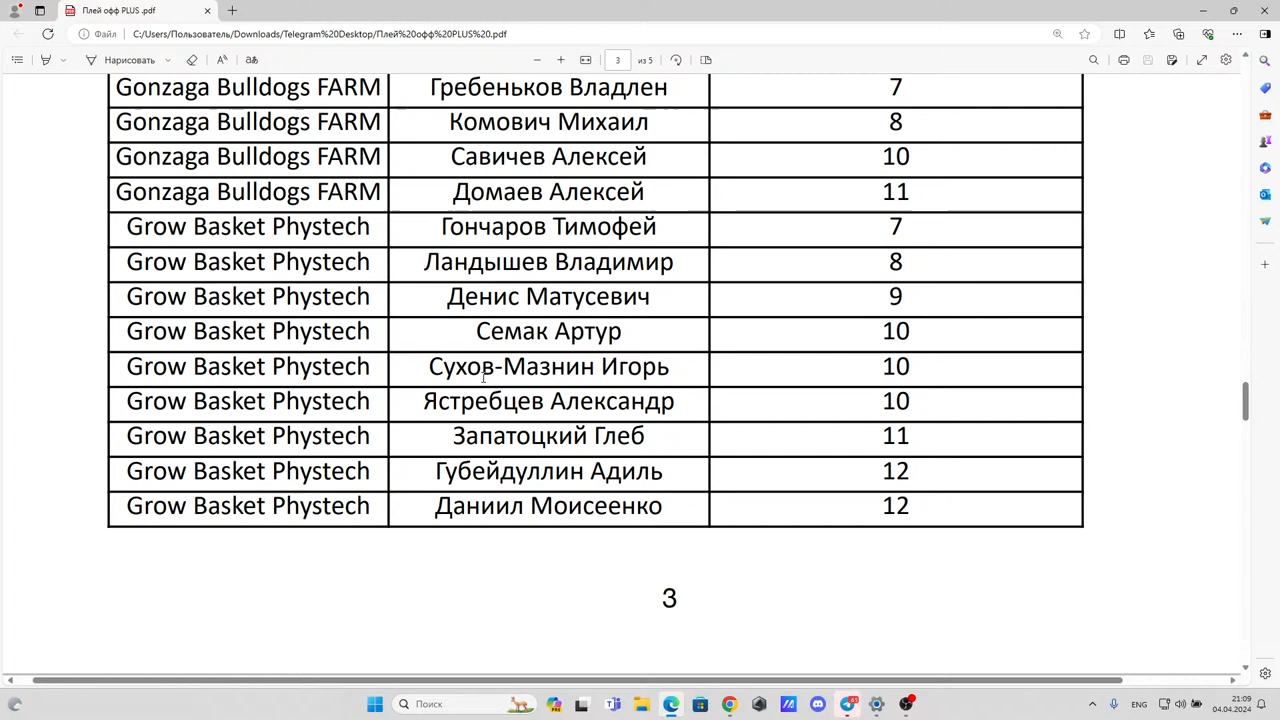 Плей офф PLUS .pdf
Файл C:/Users/Пользователь/Downloads/Telegram%20Desktop/Плей%20офф%20PLUS%20.pdf
Нарисовать 3 из 5
Gonzaga Bulldogs FARM Гребеньков Владлен 7
Gonzaga Bulldogs FARM Комович Михаил 8
Gonzaga Bulldogs FARM Савичев Алексей 10
Gonzaga Bulldogs FARM Домаев Алексей 11
Grow Basket Phystech Гончаров Тимофей 7
Grow Basket Phystech Ландышев Владимир 8
Grow Basket Phystech Денис Матусевич 9
Grow Basket Phystech Семак Артур 10
Grow Basket Phystech Сухов-Мазнин Игорь 10
Grow Basket Phystech Ястребцев Александр 10
Grow Basket Phystech Запатоцкий Глеб 11
Grow Basket Phystech Губейдуллин Адиль 12
Grow Basket Phystech Даниил Моисеенко 12
3
Поиск ENG 21:09
04.04.2024